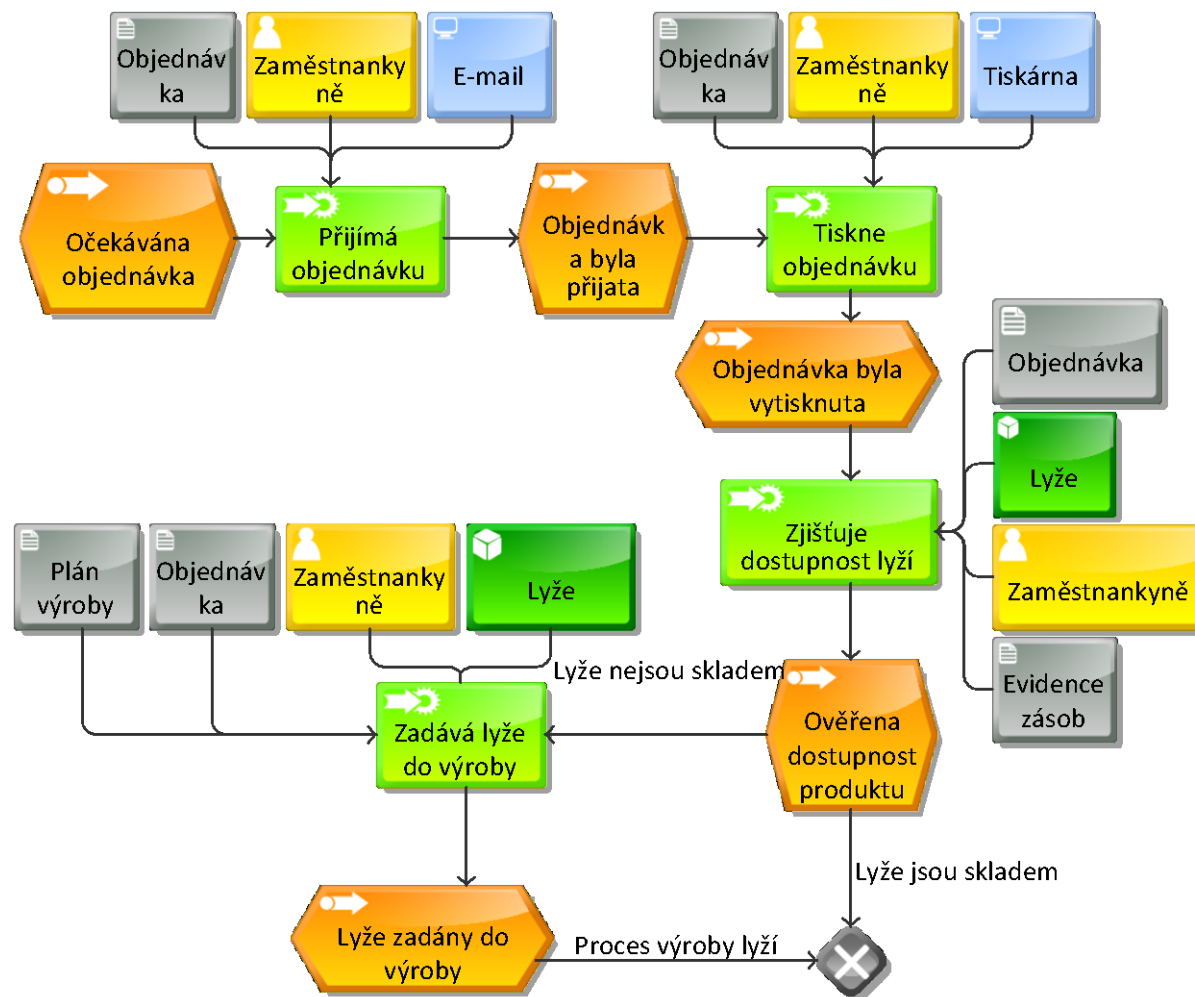 Objednáv
ka
Zaměstnanky
ně
E-mail
Objednáv
ka
Zaměstnanky
ně
Tiskárna
Očekávána
objednávka
Přijímá
objednávku
Objednávk
a byla
přijata
Tiskne
objednávku
Objednávka byla
vytisknuta
Objednávka
Lyže
Zjišťuje
dostupnost lyží
Zaměstnankyně
Evidence
zásob
Plán
výroby
Objednáv
ka
Zaměstnanky
ně
Lyže
Lyže nejsou skladem
Zadává lyže
do výroby
Ověřena
dostupnost
produktu
Lyže jsou skladem
Lyže zadány do
výroby
Proces výroby lyží